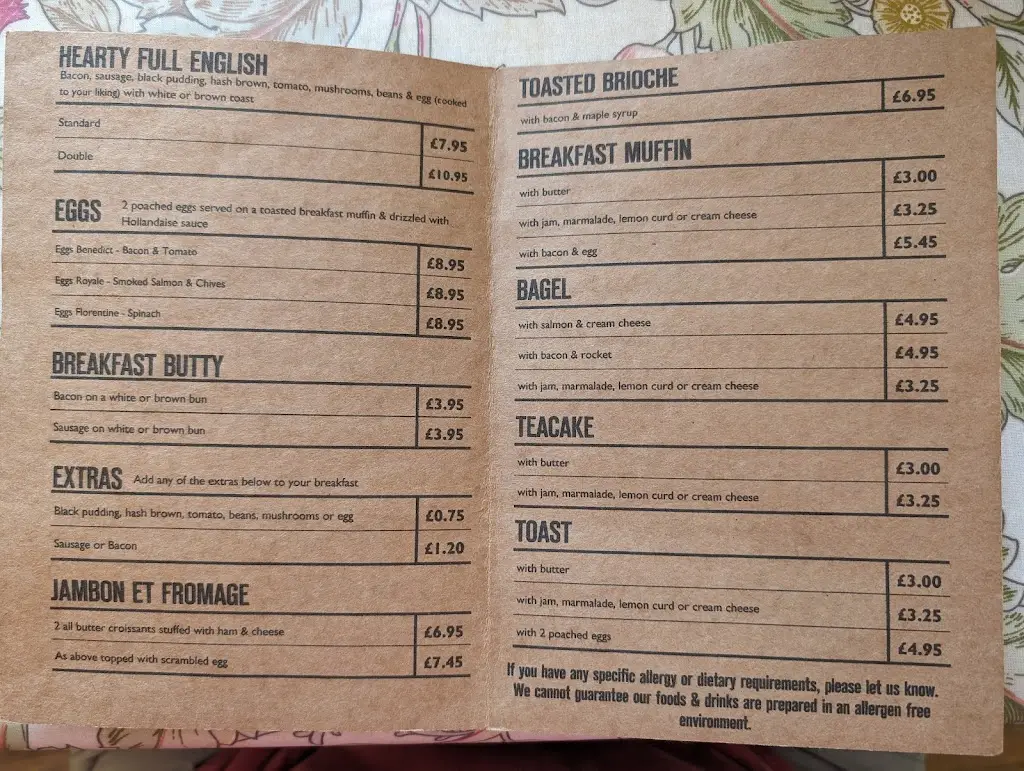 HEARTY FULL ENGLISH
Bacon, sausage, black pudding, hash brown, tomato, mushrooms, beans & egg (cooked
to your liking) with white or brown toast
Standard £7.95
Double £10.95
EGGS 2 poached eggs served on a toasted breakfast muffin & drizzled with
Hollandaise sauce
Eggs Benedict - Bacon & Tomato £8.95
Eggs Royale - Smoked Salmon & Chives £8.95
Eggs Florentine - Spinach £8.95
BREAKFAST BUTTY
Bacon on a white or brown bun £3.95
Sausage on white or brown bun £3.95
EXTRAS Add any of the extras below to your breakfast
Black pudding, hash brown, tomato, beans, mushrooms or egg £0.75
Sausage or Bacon £1.20
JAMBON ET FROMAGE
2 all butter croissants stuffed with ham & cheese £6.95
As above topped with scrambled egg £7.45
TOASTED BRIOCHE
with bacon & maple syrup £6.95
BREAKFAST MUFFIN
with butter £3.00
with jam, marmalade, lemon curd or cream cheese £3.25
with bacon & egg £5.45
BAGEL
with salmon & cream cheese £4.95
with bacon & rocket £4.95
with jam, marmalade, lemon curd or cream cheese £3.25
TEACAKE
with butter £3.00
with jam, marmalade, lemon curd or cream cheese £3.25
TOAST
with butter £3.00
with jam, marmalade, lemon curd or cream cheese £3.25
with 2 poached eggs £4.95
If you have any specific allergy or dietary requirements, please let us know.
We cannot guarantee our foods & drinks are prepared in an allergen free
environment.